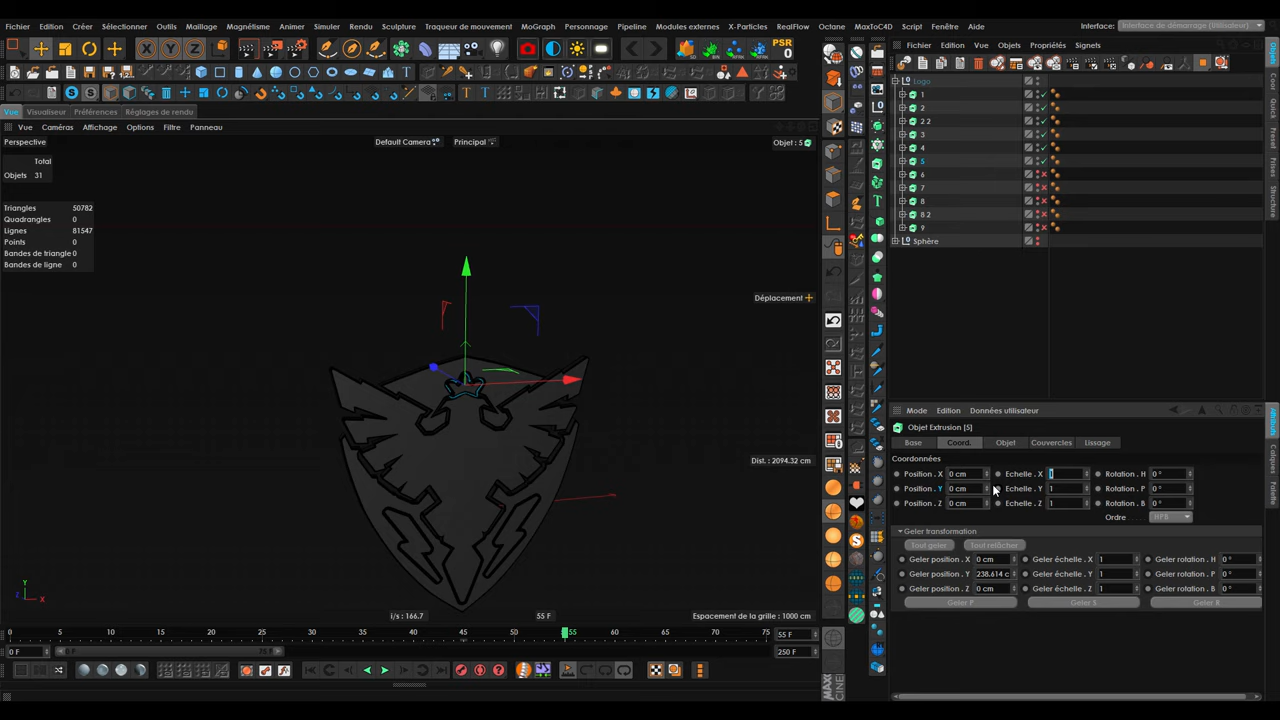 Fichier Edition Créer Sélectionner Outils Maillage Magnétisme Animer Simuler Rendu Sculpture Traqueur de mouvement MoGraph Personnage Pipeline Modules externes X-Particles RealFlow Octane MaxToC4D Script Fenêtre Aide Interface: Interface de démarrage (Utilisateur)
Fichier Edition Vue Objets Propriétés Signets
PSR
0
Vue Visualiseur Préférences Réglages de rendu
Vue Caméras Affichage Options Filtre Panneau
Perspective Default Camera Principal Objet : 5
Total
Objets 31
Triangles 50782
Quadrangles 0
Lignes 81547
Points 0
Bandes de triangle 0
Bandes de ligne 0
Déplacement
Dist. : 2094.32 cm
Y
X
i/s : 166.7 55 F Espacement de la grille : 1000 cm
0 5 10 15 20 25 30 35 40 45 50 55 60 65 70 75 55 F
0 F 250 F
Logo
1
2
2 2
3
4
5
6
7
8
8 2
9
Sphère
Objets
Coor
Quick
Preset
Prises
Structure
Mode Edition Données utilisateur
Objet Extrusion [5]
Base Coord. Objet Couvercles Lissage
Coordonnées
Position . X 0 cm Echelle . X 1 Rotation . H 0 °
Position . Y 0 cm Echelle . Y 1 Rotation . P 0 °
Position . Z 0 cm Echelle . Z 1 Rotation . B 0 °
Ordre HPB
Geler transformation
Tout geler Tout relâcher
Geler position . X 0 cm Geler échelle . X 1 Geler rotation . H 0 °
Geler position . Y 238.614 c Geler échelle . Y 1 Geler rotation . P 0 °
Geler position . Z 0 cm Geler échelle . Z 1 Geler rotation . B 0 °
Geler P Geler S Geler R
Attributs
Calques